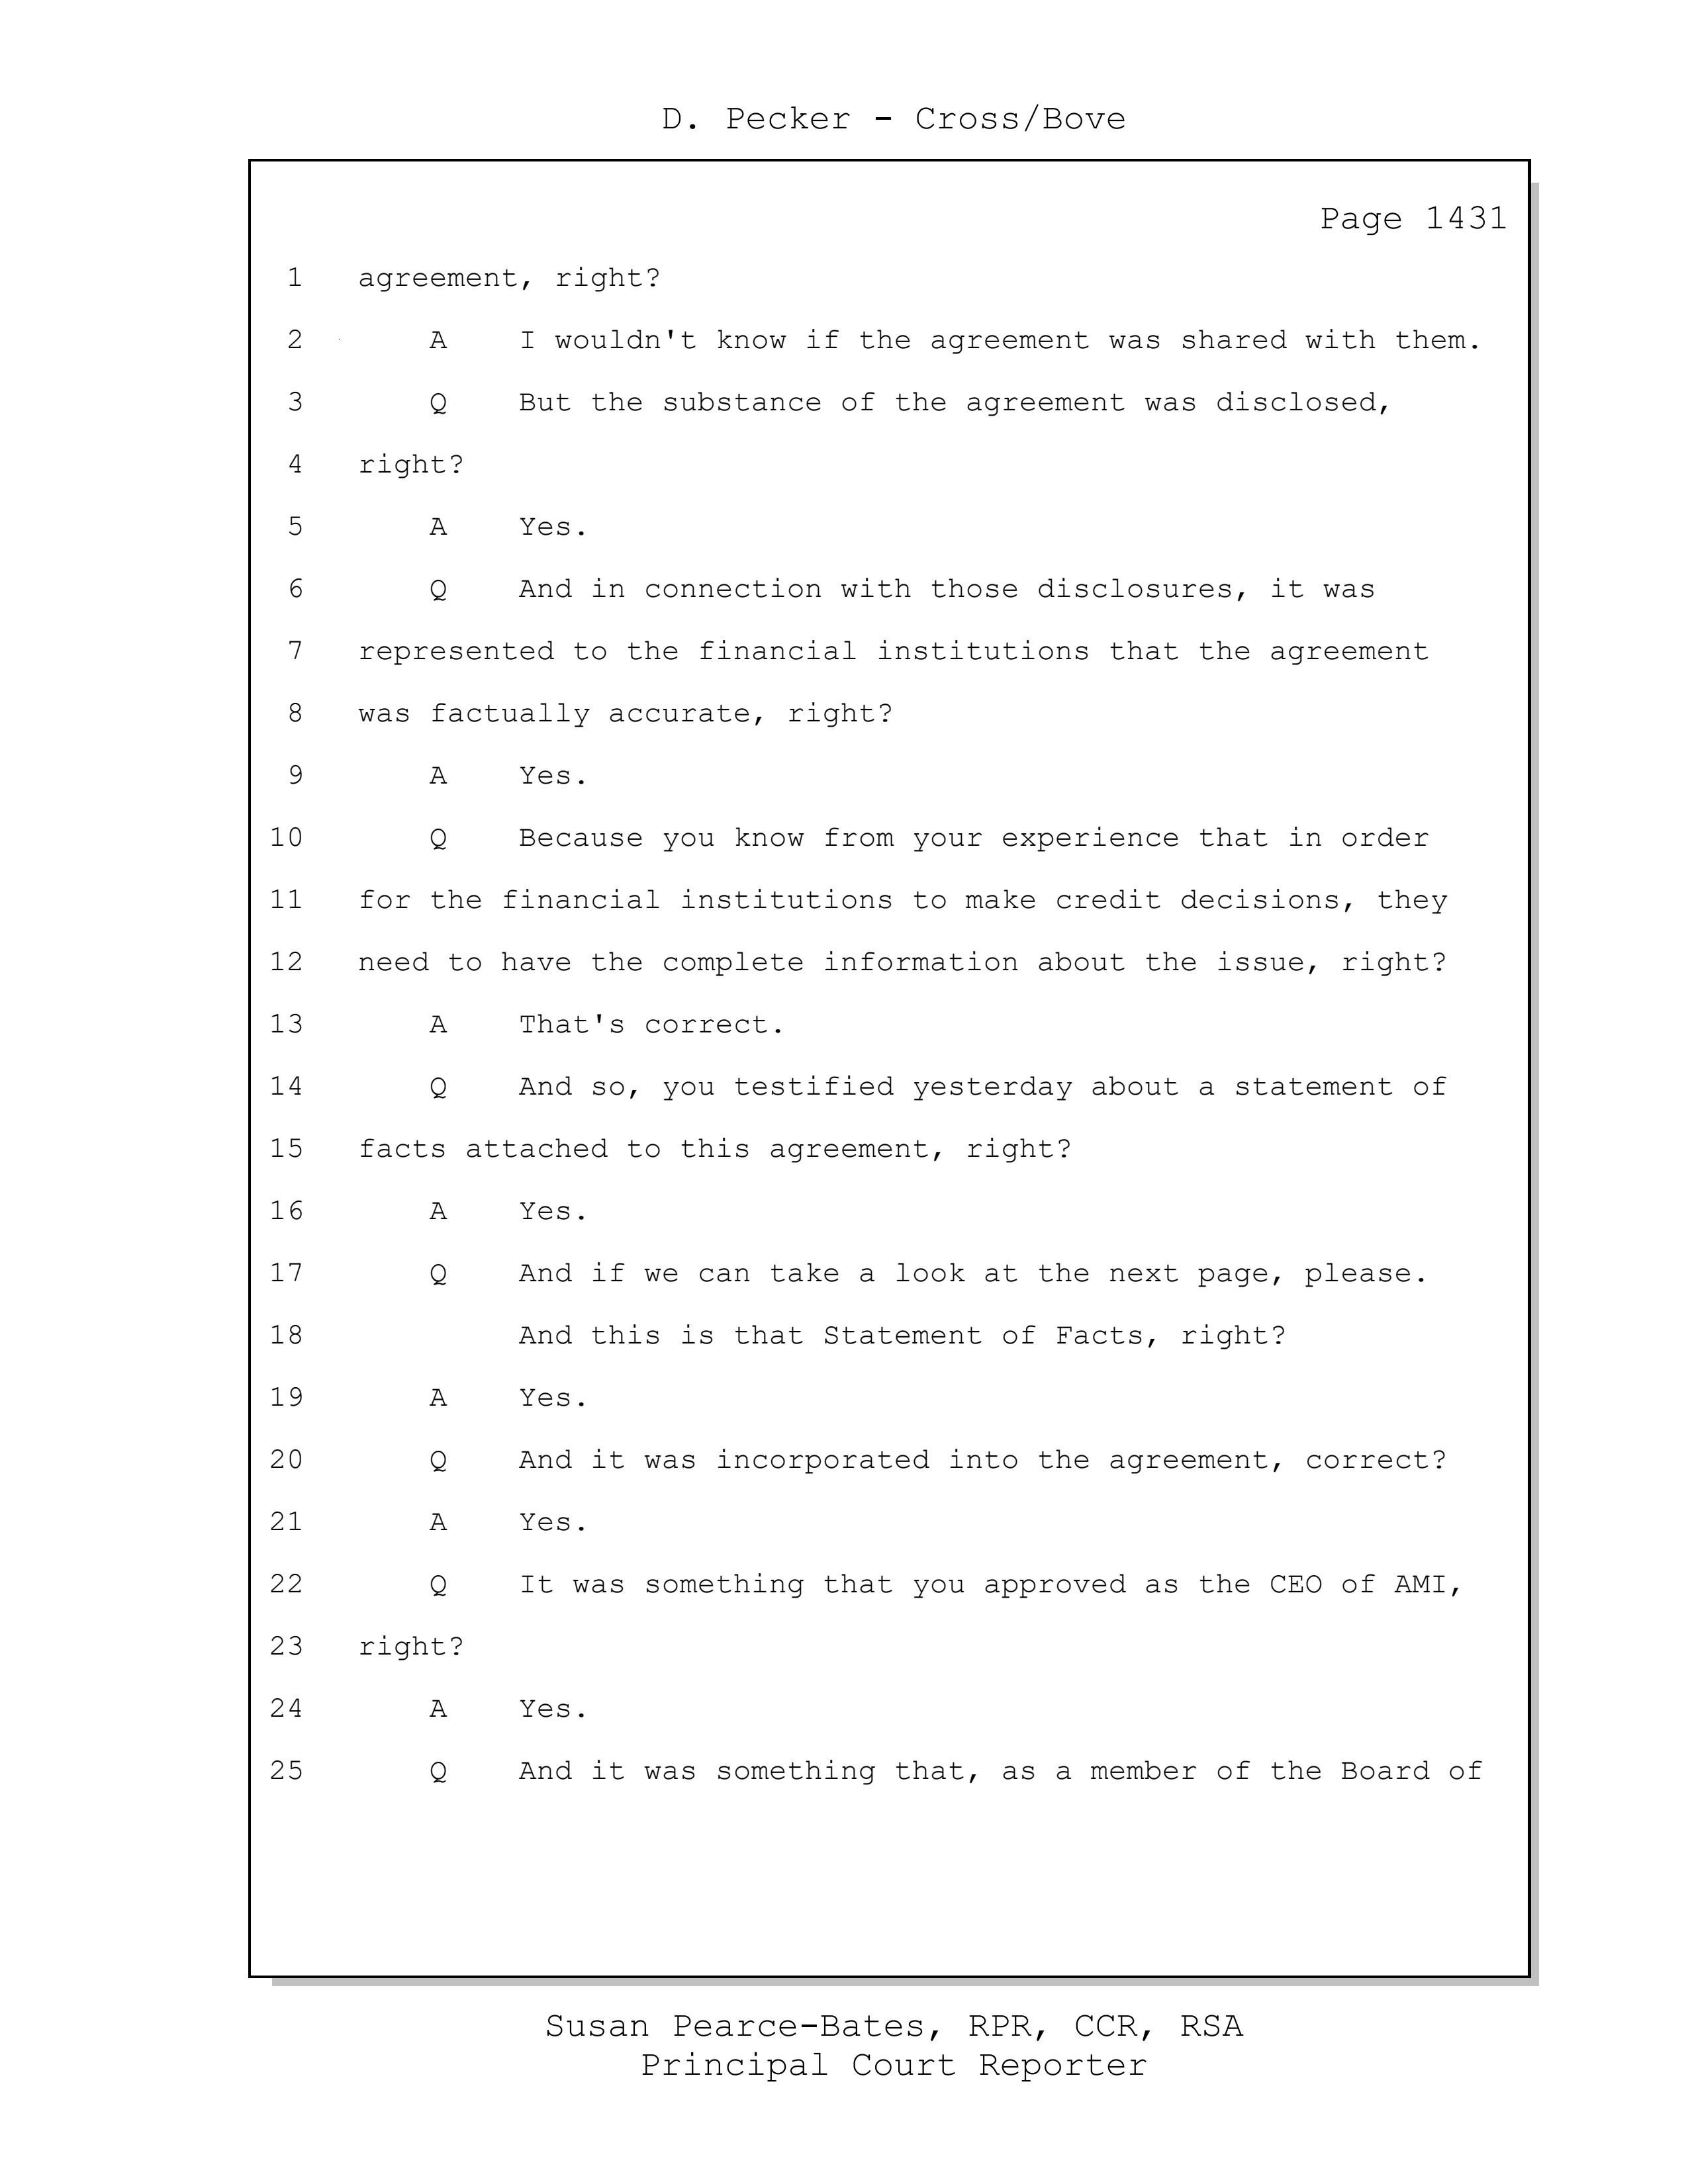 D. Pecker - Cross/Bove
Page 1431
1 agreement, right?
2 A I wouldn't know if the agreement was shared with them.
3 Q But the substance of the agreement was disclosed,
4 right?
5 A Yes.
6 Q And in connection with those disclosures, it was
7 represented to the financial institutions that the agreement
8 was factually accurate, right?
9 A Yes.
10 Q Because you know from your experience that in order
11 for the financial institutions to make credit decisions, they
12 need to have the complete information about the issue, right?
13 A That's correct.
14 Q And so, you testified yesterday about a statement of
15 facts attached to this agreement, right?
16 A Yes.
17 Q And if we can take a look at the next page, please.
18 And this is that Statement of Facts, right?
19 A Yes.
20 Q And it was incorporated into the agreement, correct?
21 A Yes.
22 Q It was something that you approved as the CEO of AMI,
23 right?
24 A Yes.
25 Q And it was something that, as a member of the Board of
Susan Pearce-Bates, RPR, CCR, RSA
Principal Court Reporter